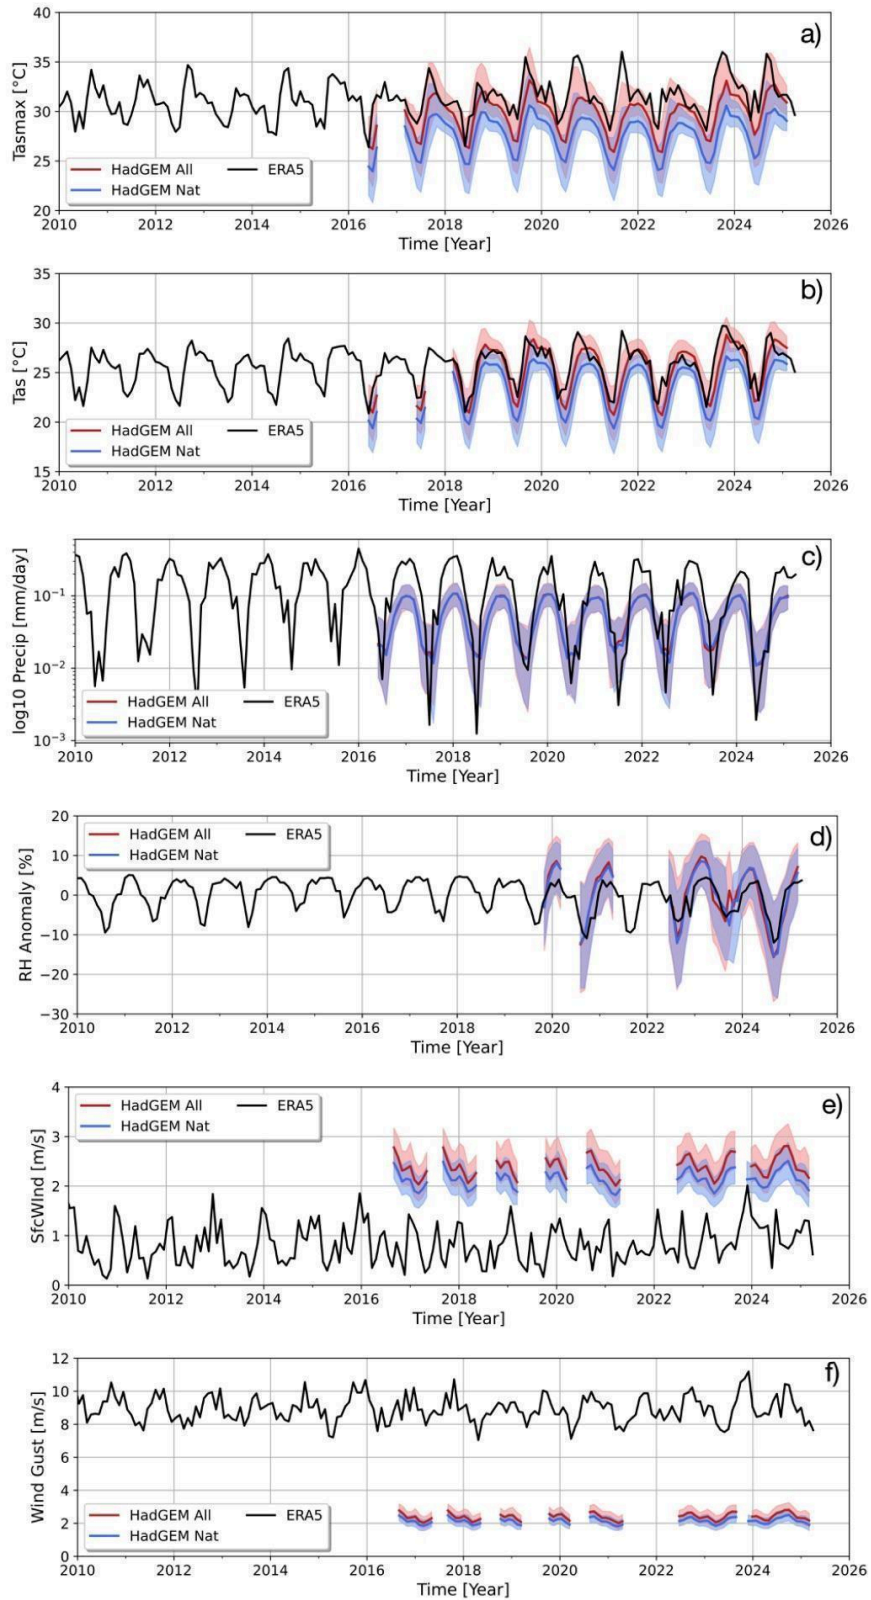 a)
Tasmax [°C]
40
35
30
25
20
HadGEM All
HadGEM Nat
ERA5
2010 2012 2014 2016 2018 2020 2022 2024 2026
Time [Year]
b)
Tas [°C]
35
30
25
20
15
HadGEM All
HadGEM Nat
ERA5
2010 2012 2014 2016 2018 2020 2022 2024 2026
Time [Year]
c)
log10 Precip [mm/day]
10⁻¹
10⁻²
10⁻³
HadGEM All
HadGEM Nat
ERA5
2010 2012 2014 2016 2018 2020 2022 2024 2026
Time [Year]
d)
RH Anomaly [%]
20
10
0
−10
−20
−30
HadGEM All
HadGEM Nat
ERA5
2010 2012 2014 2016 2018 2020 2022 2024 2026
Time [Year]
e)
SfcWInd [m/s]
4
3
2
1
0
HadGEM All
HadGEM Nat
ERA5
2010 2012 2014 2016 2018 2020 2022 2024 2026
Time [Year]
f)
Wind Gust [m/s]
12
10
8
6
4
2
0
HadGEM All
HadGEM Nat
ERA5
2010 2012 2014 2016 2018 2020 2022 2024 2026
Time [Year]